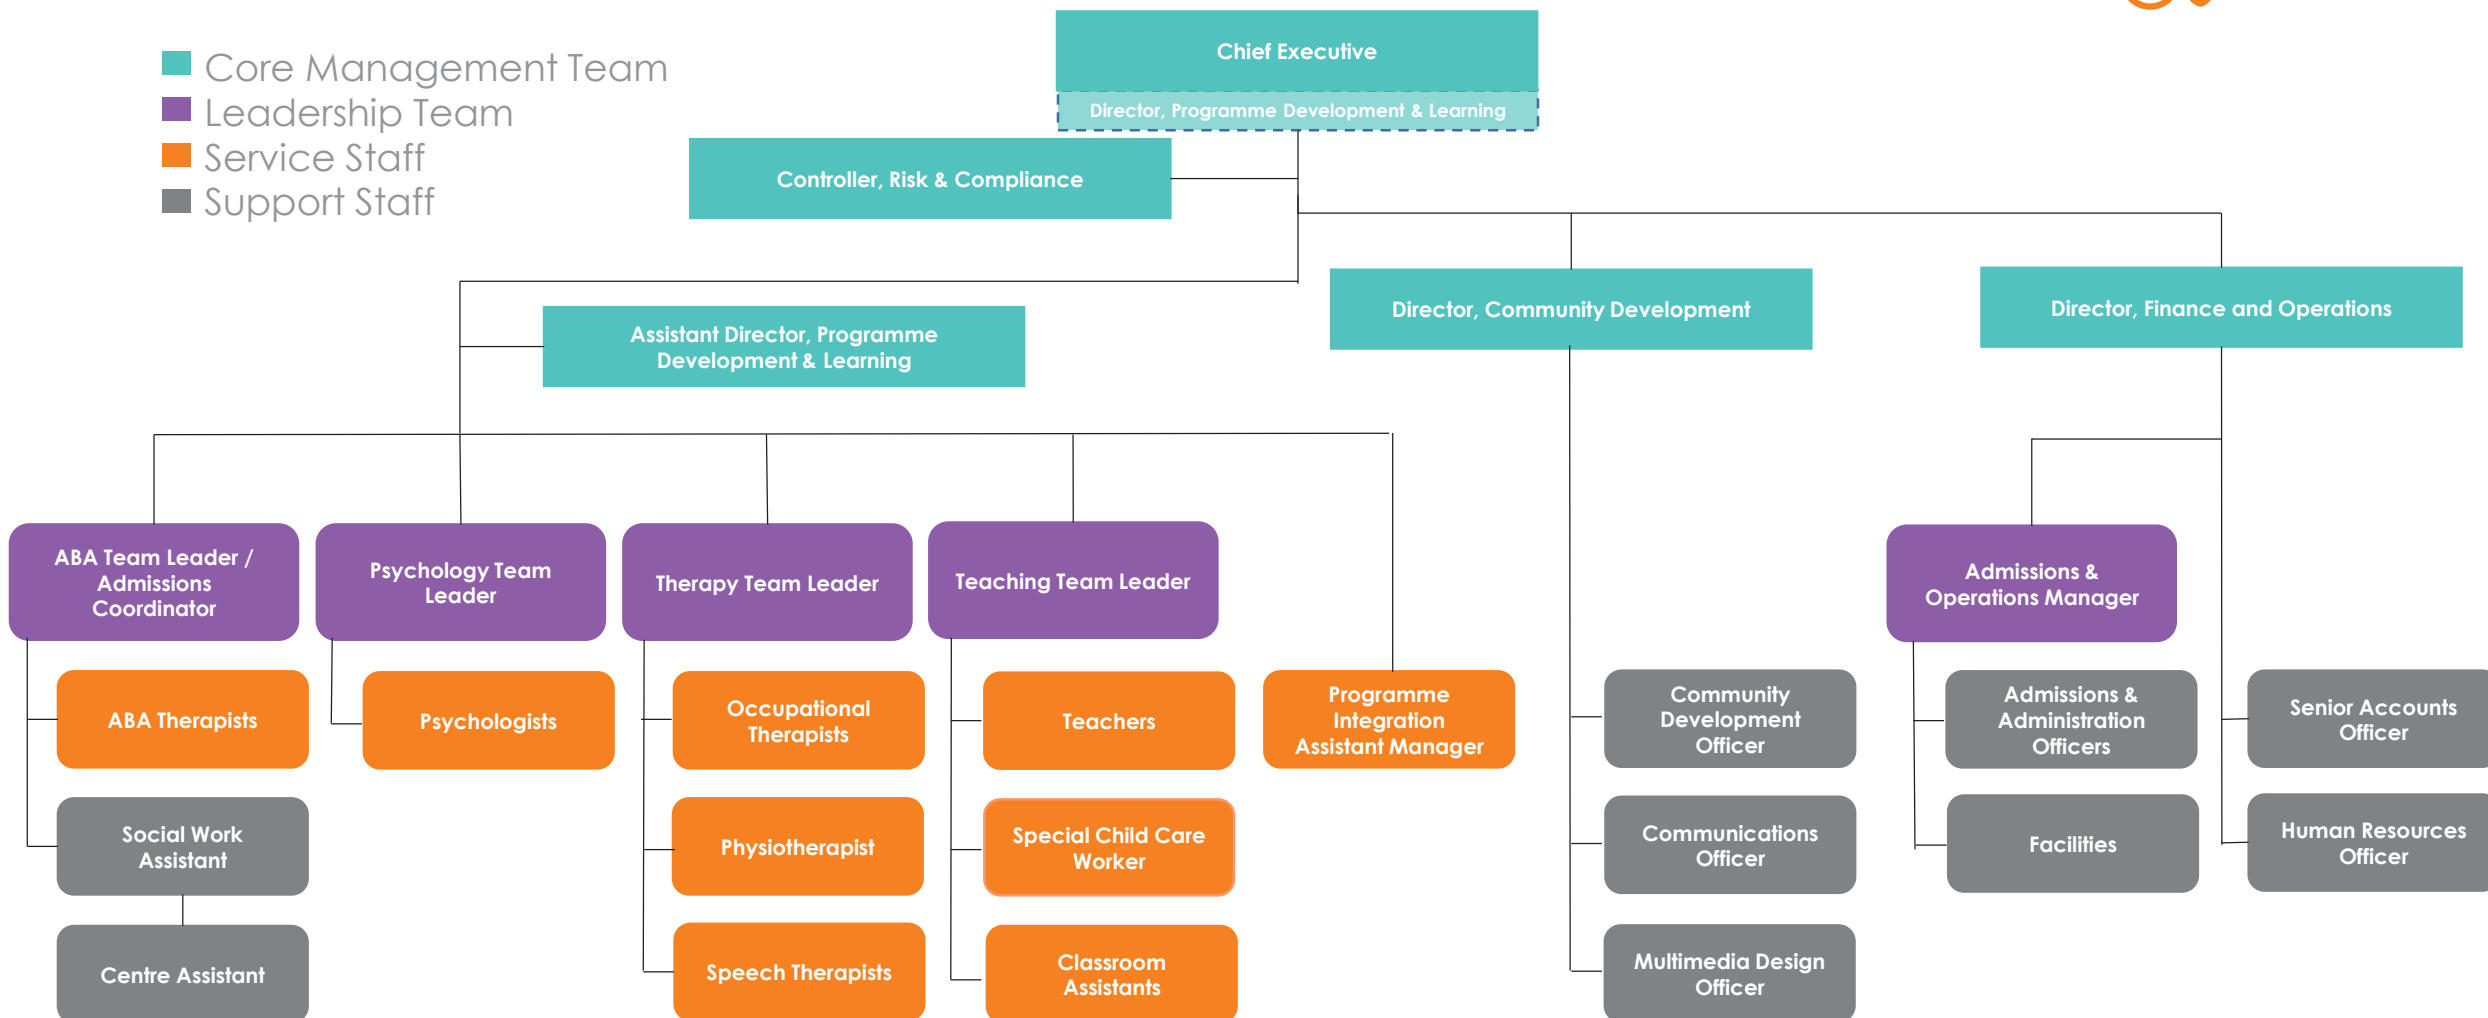 Core Management Team
Leadership Team
Service Staff
Support Staff
Chief Executive
Director, Programme Development & Learning
Controller, Risk & Compliance
Assistant Director, Programme
Development & Learning
Director, Community Development
Director, Finance and Operations
ABA Team Leader /
Admissions
Coordinator
Psychology Team
Leader
Therapy Team Leader
Teaching Team Leader
Admissions &
Operations Manager
ABA Therapists
Psychologists
Occupational
Therapists
Teachers
Programme
Integration
Assistant Manager
Community
Development
Officer
Admissions &
Administration
Officers
Senior Accounts
Officer
Social Work
Assistant
Physiotherapist
Special Child Care
Worker
Communications
Officer
Facilities
Human Resources
Officer
Centre Assistant
Speech Therapists
Classroom
Assistants
Multimedia Design
Officer